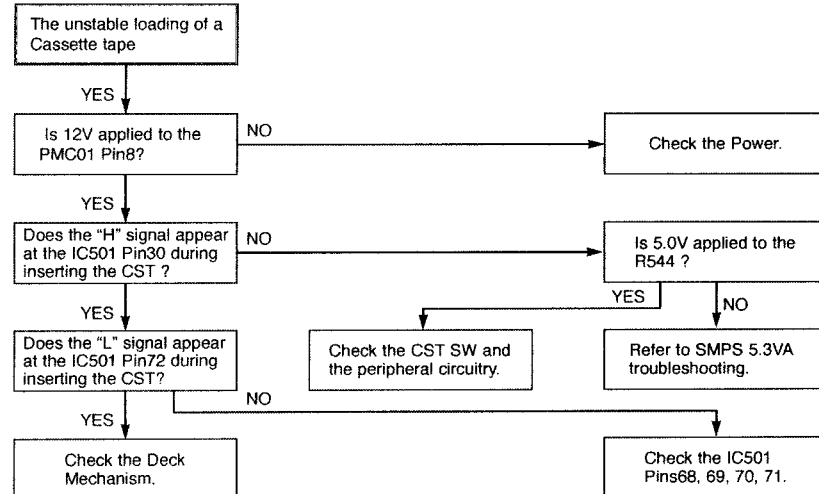 The unstable loading of a
Cassette tape
YES
Is 12V applied to the
PMC01 Pin8?
NO
Check the Power.
YES
Does the "H" signal appear
at the IC501 Pin30 during
inserting the CST ?
NO
Is 5.0V applied to the
R544 ?
YES
NO
YES
Does the "L" signal appear
at the IC501 Pin72 during
inserting the CST?
Check the CST SW and
the peripheral circuitry.
Refer to SMPS 5.3VA
troubleshooting.
NO
YES
Check the Deck
Mechanism.
Check the IC501
Pins68, 69, 70, 71.